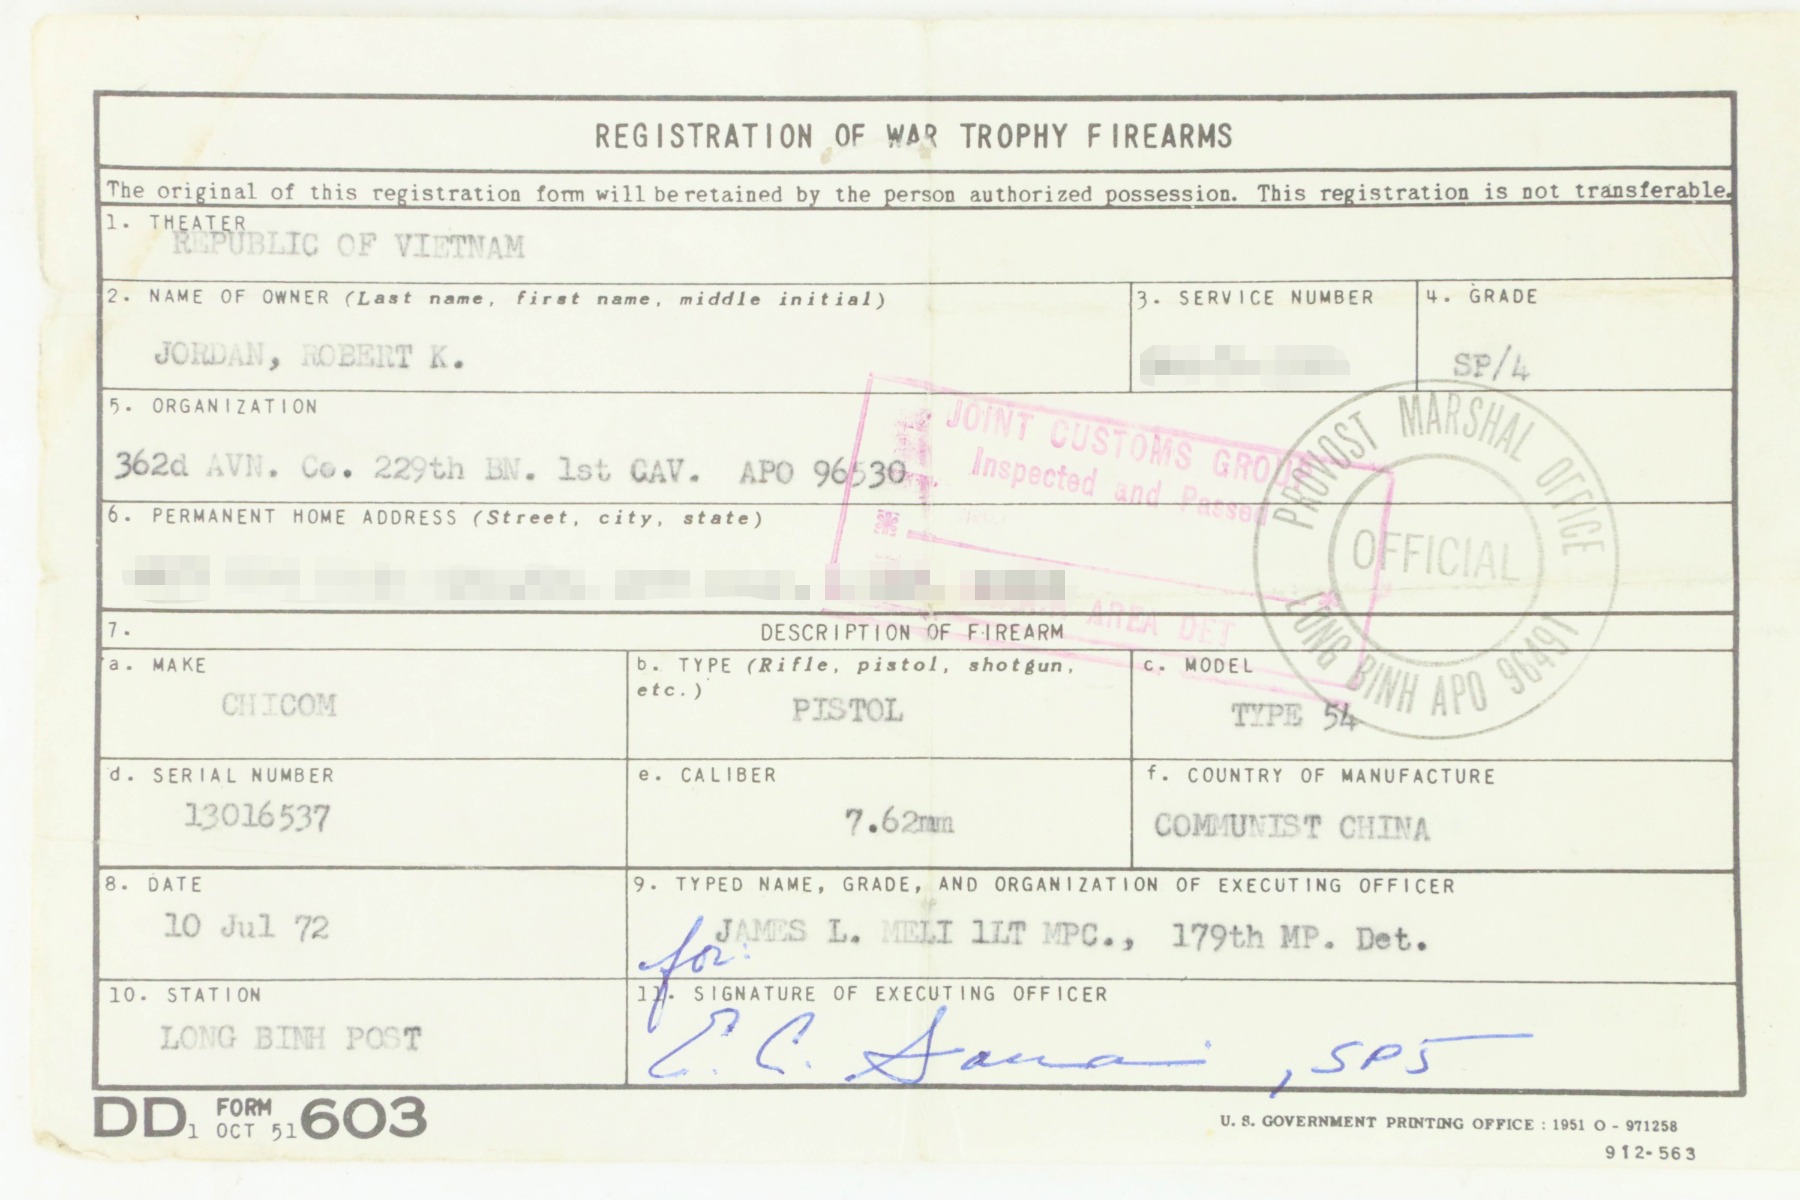 REGISTRATION OF WAR TROPHY FIREARMS
The original of this registration form will be retained by the person authorized possession. This registration is not transferable.
1. THEATER
REPUBLIC OF VIETNAM
2. NAME OF OWNER (Last name, first name, middle initial)
JORDAN, ROBERT K.
3. SERVICE NUMBER
4. GRADE
SP/4
5. ORGANIZATION
362d AVN. Co. 229th BN. 1st CAV. APO 96530
JOINT CUSTOMS GROUP
Inspected and Passed
AREA DET
PROVOST MARSHAL OFFICE
OFFICIAL
LONG BINH APO 96491
6. PERMANENT HOME ADDRESS (Street, city, state)
7. DESCRIPTION OF FIREARM
a. MAKE
CHICOM
b. TYPE (Rifle, pistol, shotgun,
etc.)
PISTOL
c. MODEL
TYPE 54
d. SERIAL NUMBER
13016537
e. CALIBER
7.62mm
f. COUNTRY OF MANUFACTURE
COMMUNIST CHINA
8. DATE
10 Jul 72
9. TYPED NAME, GRADE, AND ORGANIZATION OF EXECUTING OFFICER
for: JAMES L. MELI 1LT MPC., 179th MP. Det.
10. STATION
LONG BINH POST
11. SIGNATURE OF EXECUTING OFFICER
E. C. , SP5
DD FORM 603
1 OCT 51
U. S. GOVERNMENT PRINTING OFFICE : 1951 O - 971258
912-563